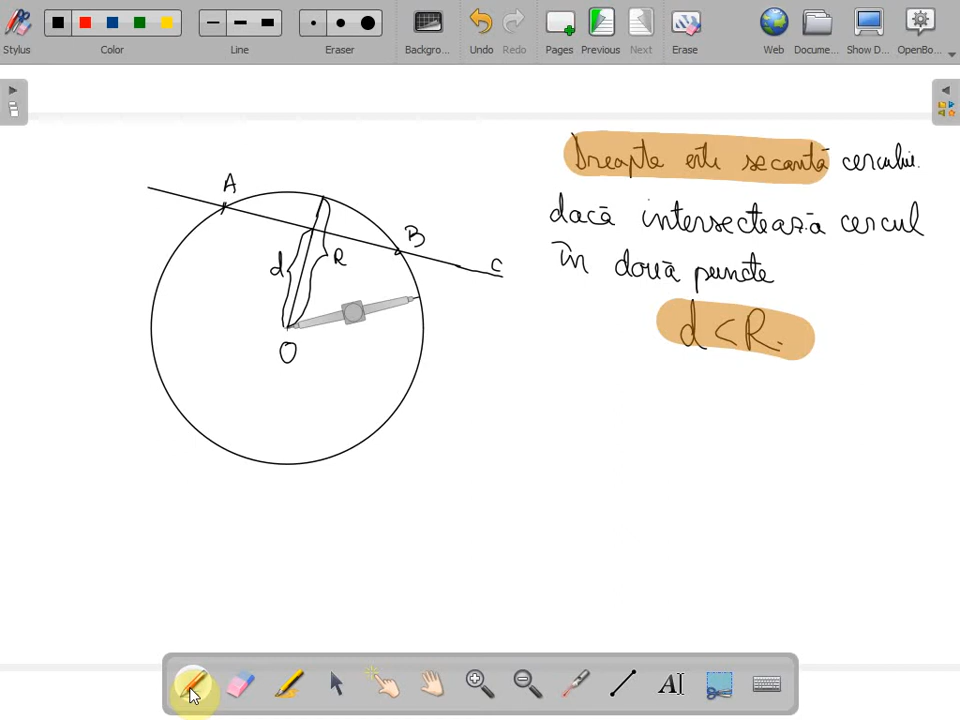 Stylus
Color
Line
Eraser
Backgro...
Undo
Redo
Pages
Previous
Next
Erase
Web
Docume...
Show D...
OpenBo...
Dreapta este secantă cercului.
dacă intersectează cercul
în două puncte
d < R.
A
B
C
d
R
O
AI